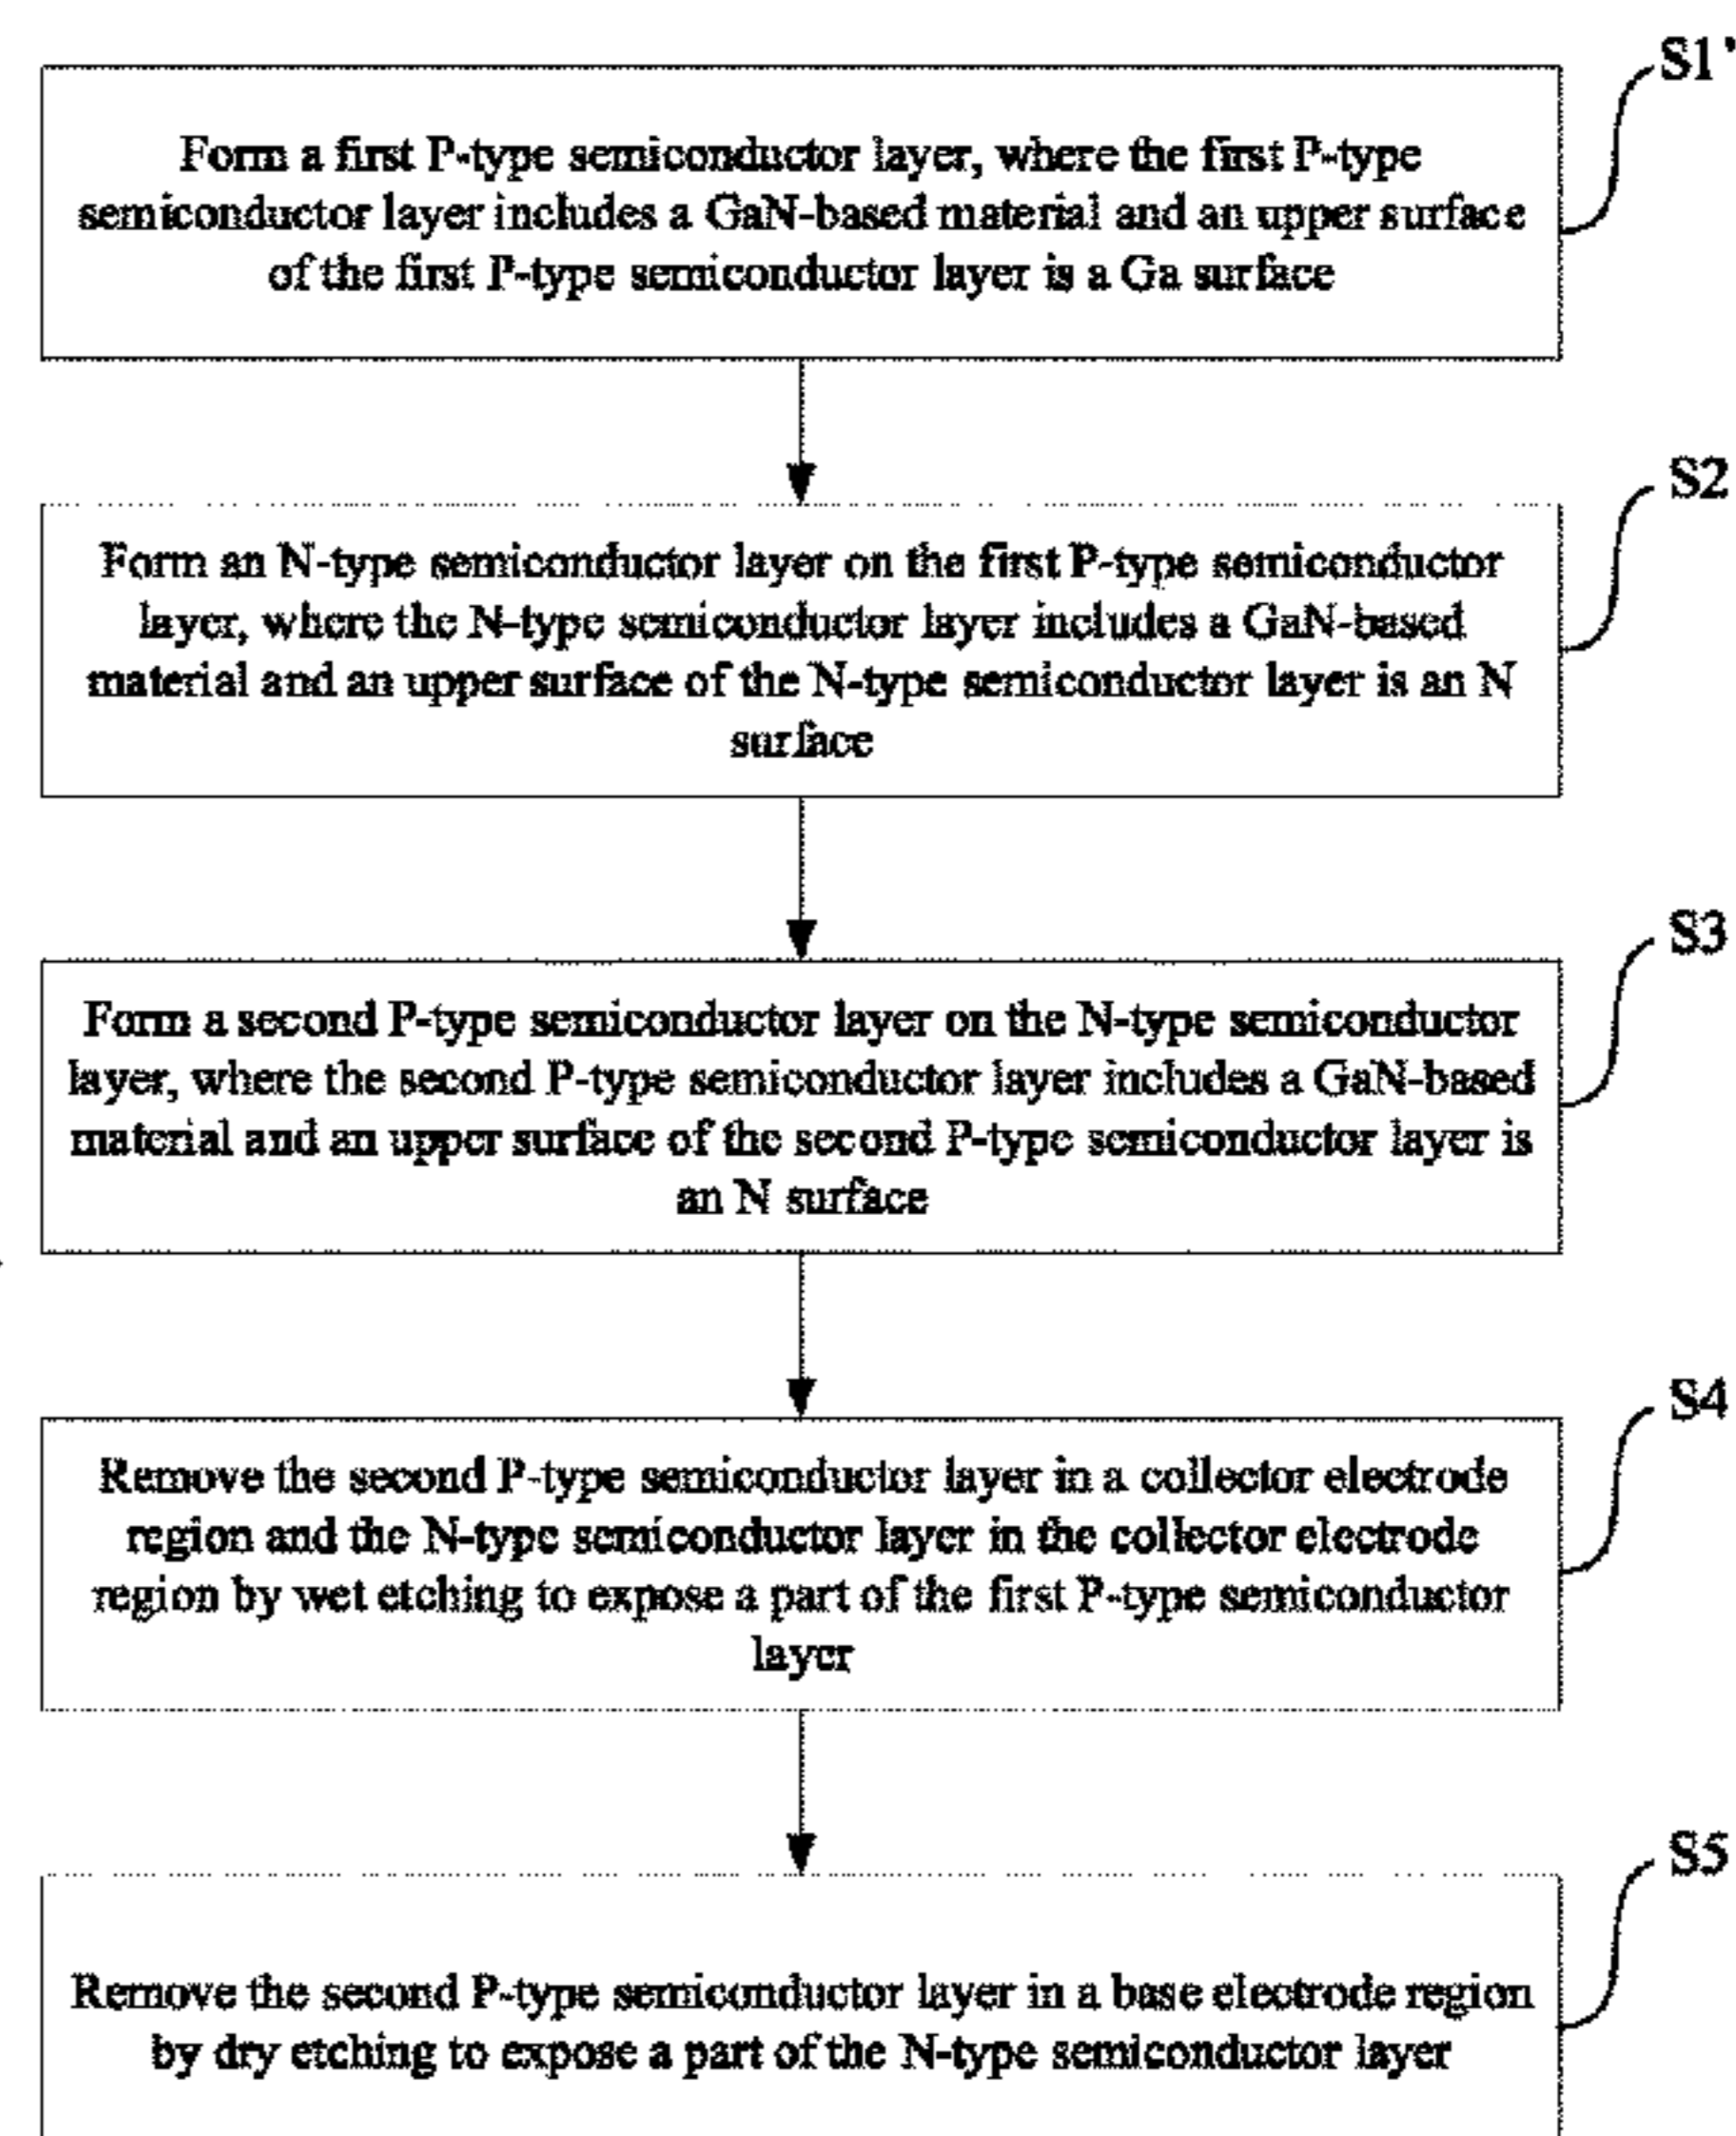 S1'
Form a first P-type semiconductor layer, where the first P-type
semiconductor layer includes a GaN-based material and an upper surface
of the first P-type semiconductor layer is a Ga surface
S2
Form an N-type semiconductor layer on the first P-type semiconductor
layer, where the N-type semiconductor layer includes a GaN-based
material and an upper surface of the N-type semiconductor layer is an N
surface
S3
Form a second P-type semiconductor layer on the N-type semiconductor
layer, where the second P-type semiconductor layer includes a GaN-based
material and an upper surface of the second P-type semiconductor layer is
an N surface
S4
Remove the second P-type semiconductor layer in a collector electrode
region and the N-type semiconductor layer in the collector electrode
region by wet etching to expose a part of the first P-type semiconductor
layer
S5
Remove the second P-type semiconductor layer in a base electrode region
by dry etching to expose a part of the N-type semiconductor layer